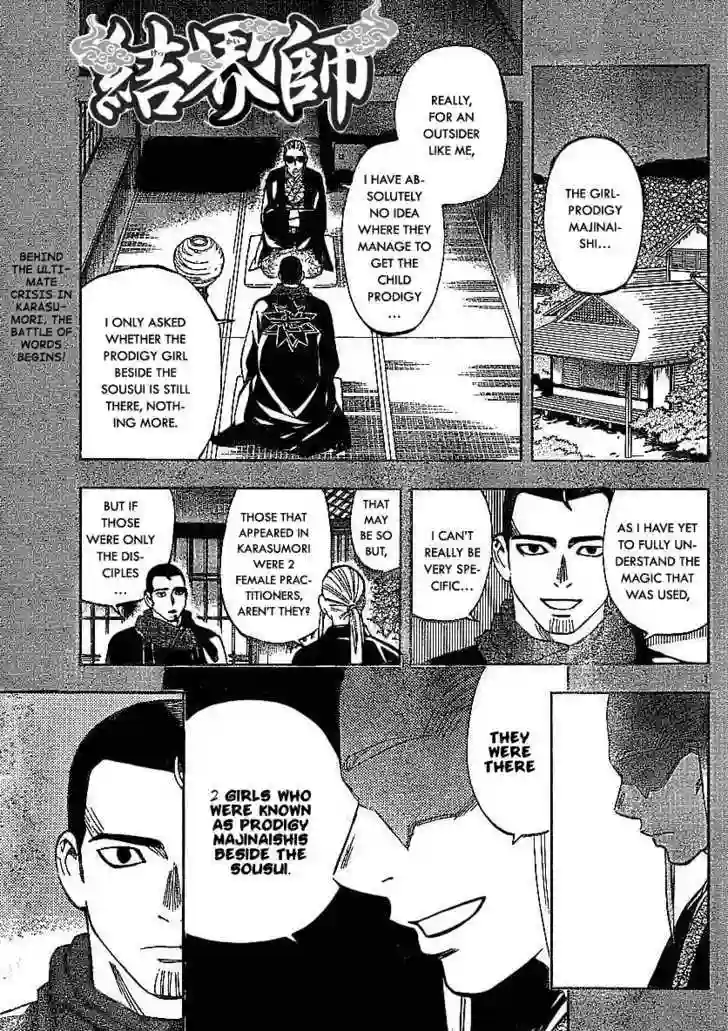 結界師
けっ かい し
THE GIRL-
PRODIGY
MAJINAI-
SHI...
REALLY,
FOR AN
OUTSIDER
LIKE ME,
I HAVE AB-
SOLUTELY
NO IDEA
WHERE THEY
MANAGE TO
GET THE
CHILD
PRODIGY
...
I ONLY ASKED
WHETHER THE
PRODIGY GIRL
BESIDE THE
SOUSUI IS STILL
THERE, NOTH-
ING MORE.
BEHIND
THE ULTI-
MATE
CRISIS IN
KARASU-
MORI, THE
BATTLE OF
WORDS
BEGINS!
AS I HAVE YET
TO FULLY UN-
DERSTAND THE
MAGIC THAT
WAS USED,
I CAN'T
REALLY BE
VERY SPE-
CIFIC...
THAT
MAY
BE SO
BUT,
THOSE THAT
APPEARED IN
KARASUMORI
WERE 2
FEMALE PRAC-
TITIONERS,
AREN'T THEY?
BUT IF
THOSE
WERE ONLY
THE DIS-
CIPLES
...
THEY
WERE
THERE
2 GIRLS WHO
WERE KNOWN
AS PRODIGY
MAJINAISHIS
BESIDE THE
SOUSUI.